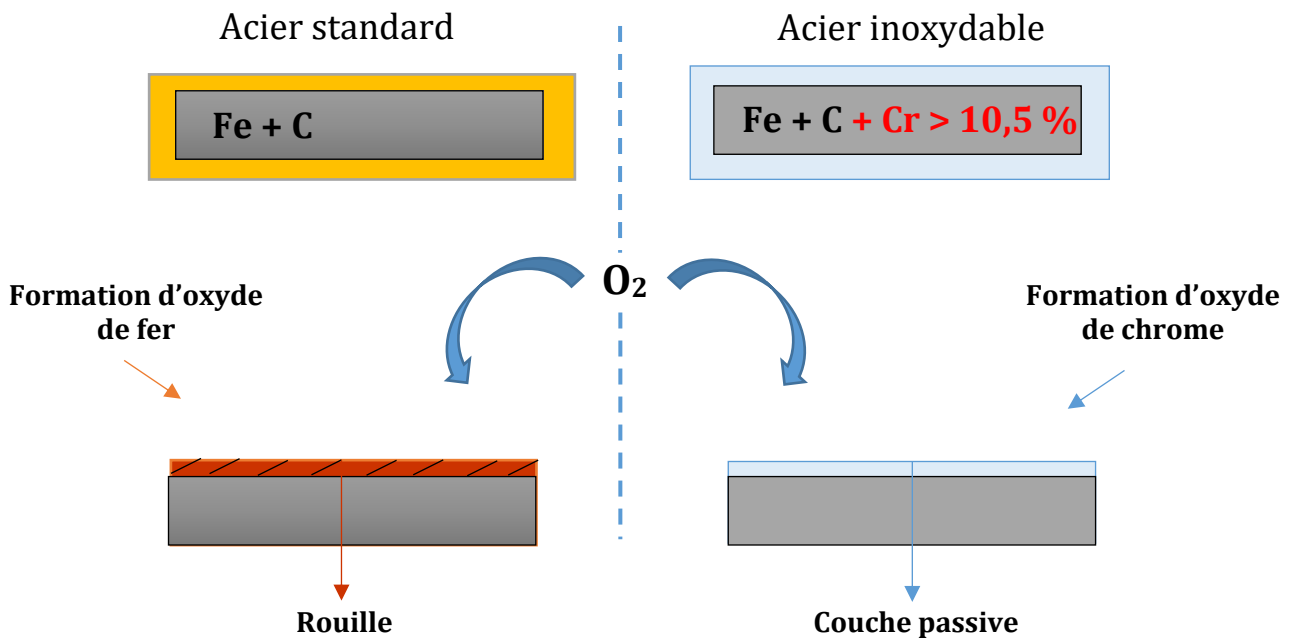 Acier standard
Acier inoxydable
Fe + C
Fe + C + Cr > 10,5 %
O₂
Formation d'oxyde
de fer
Formation d'oxyde
de chrome
Rouille
Couche passive